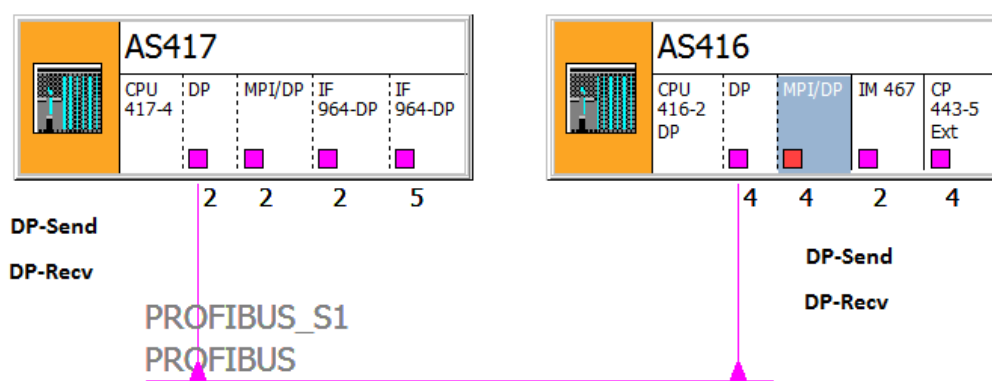 AS417
CPU 417-4
DP
MPI/DP
IF 964-DP
IF 964-DP
2
2
2
5
DP-Send
DP-Recv
AS416
CPU 416-2 DP
DP
MPI/DP
IM 467
CP 443-5 Ext
4
4
2
4
DP-Send
DP-Recv
PROFIBUS_S1
PROFIBUS